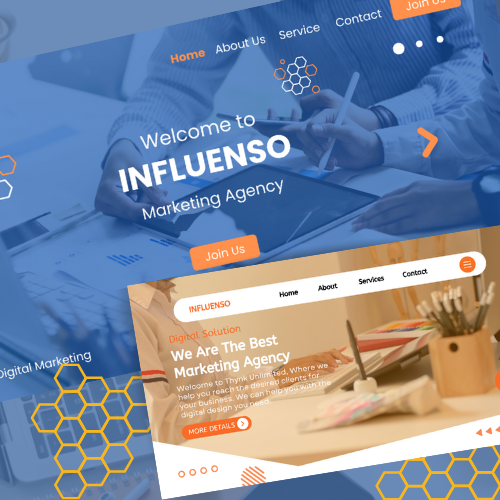 Home About Us Service Contact Join Us
Welcome to
INFLUENSO
Marketing Agency
Join Us
Digital Marketing
INFLUENSO Home About Services Contact
Digital Solution
We Are The Best
Marketing Agency
Welcome to Thynk Unlimited, Where we
help you reach the desired clients for
your business. We can help you with the
digital design you need.
MORE DETAILS